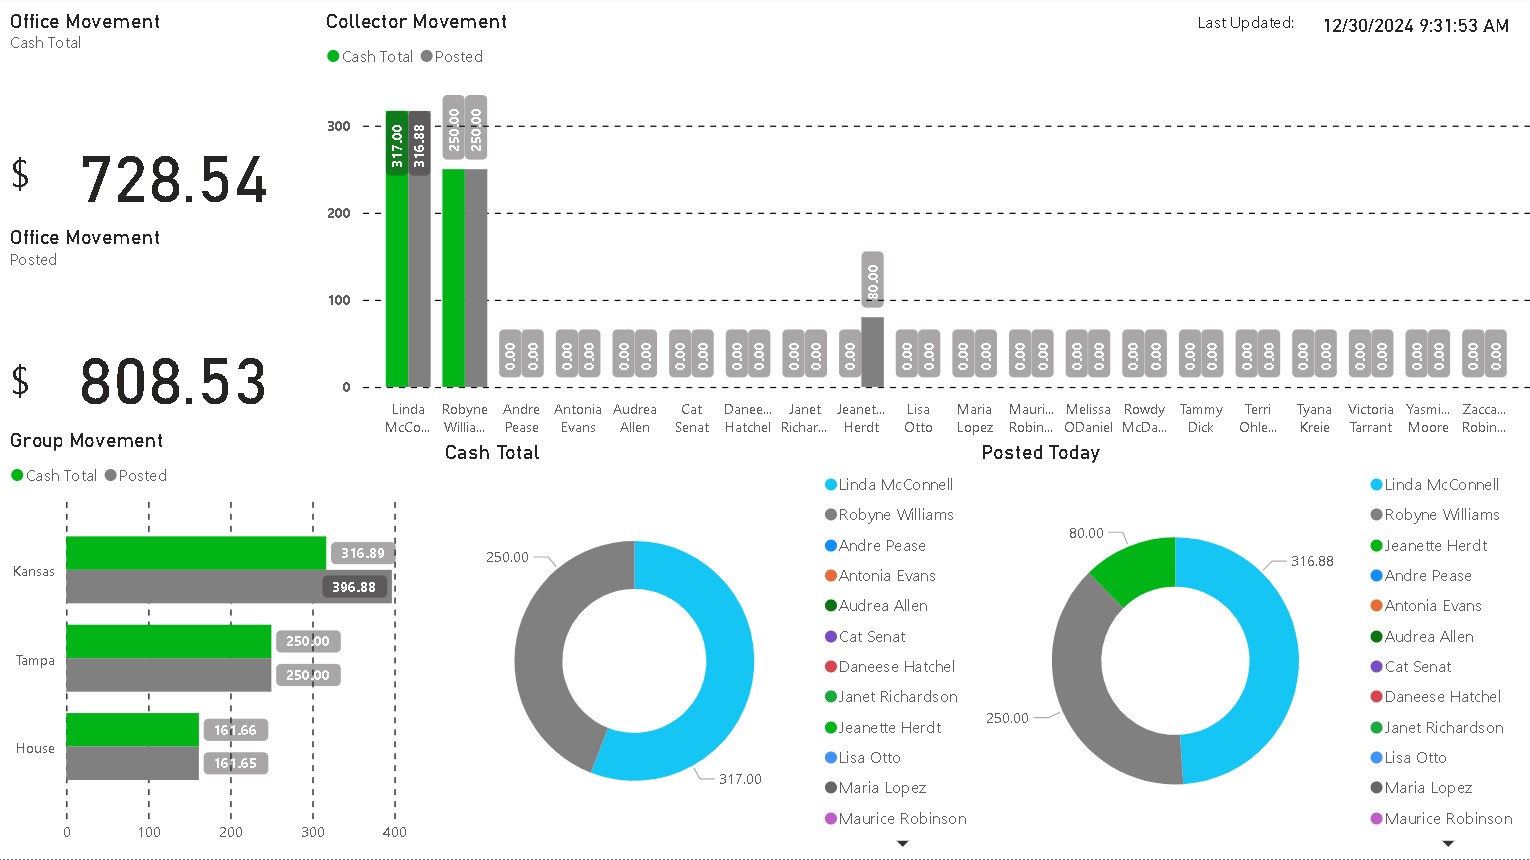 Office Movement
Cash Total
$ 728.54
Office Movement
Posted
$ 808.53
Collector Movement
Cash Total Posted
Last Updated: 12/30/2024 9:31:53 AM
300
200
100
0
317.00 316.88 250.00 250.00 0.00 0.00 0.00 0.00 0.00 0.00 0.00 0.00 0.00 0.00 0.00 0.00 0.00 80.00 0.00 0.00 0.00 0.00 0.00 0.00 0.00 0.00 0.00 0.00 0.00 0.00 0.00 0.00 0.00 0.00 0.00 0.00 0.00 0.00 0.00 0.00
Linda McCo...
Robyne Willia...
Andre Pease
Antonia Evans
Audrea Allen
Cat Senat
Danee... Hatchel
Janet Richar...
Jeanet... Herdt
Lisa Otto
Maria Lopez
Mauri... Robin...
Melissa ODaniel
Rowdy McDa...
Tammy Dick
Terri Ohle...
Tyana Kreie
Victoria Tarrant
Yasmi... Moore
Zacca... Robin...
Group Movement
Cash Total Posted
Kansas
316.89
396.88
Tampa
250.00
250.00
House
161.66
161.65
0 100 200 300 400
Cash Total
250.00
317.00
Linda McConnell
Robyne Williams
Andre Pease
Antonia Evans
Audrea Allen
Cat Senat
Daneese Hatchel
Janet Richardson
Jeanette Herdt
Lisa Otto
Maria Lopez
Maurice Robinson
Posted Today
80.00
316.88
250.00
Linda McConnell
Robyne Williams
Jeanette Herdt
Andre Pease
Antonia Evans
Audrea Allen
Cat Senat
Daneese Hatchel
Janet Richardson
Lisa Otto
Maria Lopez
Maurice Robinson